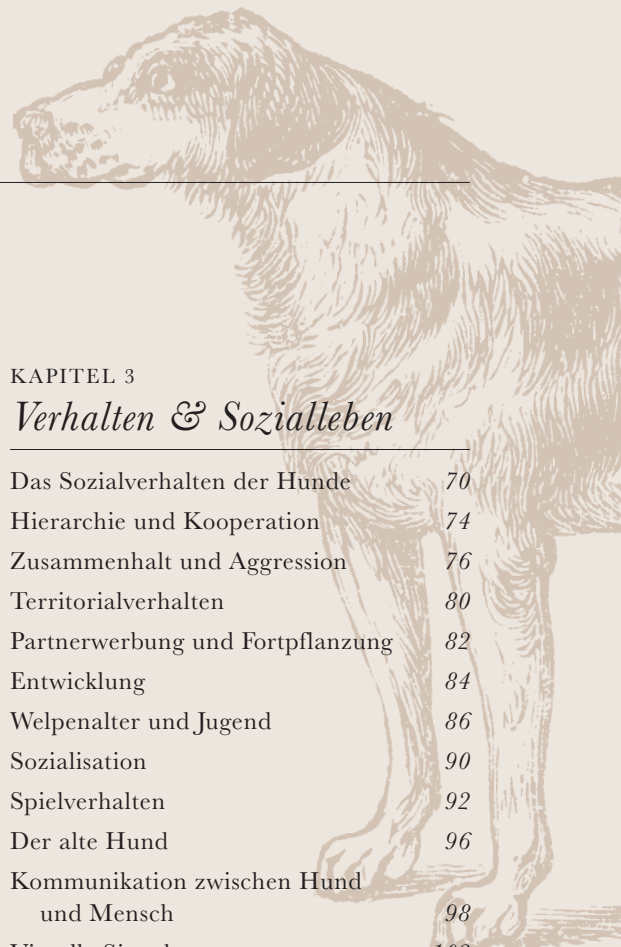 KAPITEL 3
Verhalten & Sozialleben
Das Sozialverhalten der Hunde 70
Hierarchie und Kooperation 74
Zusammenhalt und Aggression 76
Territorialverhalten 80
Partnerwerbung und Fortpflanzung 82
Entwicklung 84
Welpenalter und Jugend 86
Sozialisation 90
Spielverhalten 92
Der alte Hund 96
Kommunikation zwischen Hund
und Mensch 98